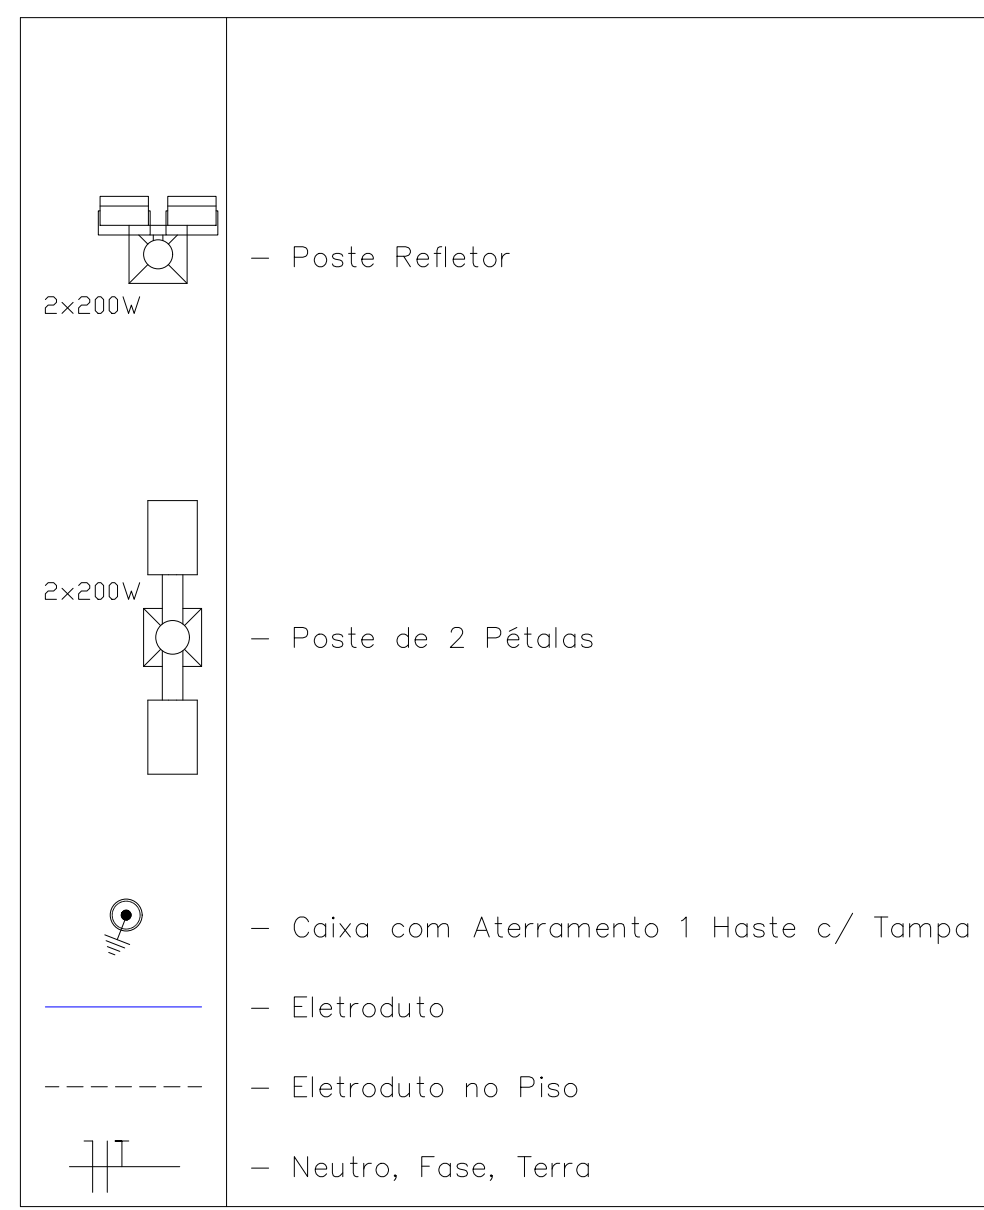 – Poste Refletor
2x200W
2x200W
– Poste de 2 Pétalas
– Caixa com Aterramento 1 Haste c/ Tampa
– Eletroduto
– Eletroduto no Piso
– Neutro, Fase, Terra